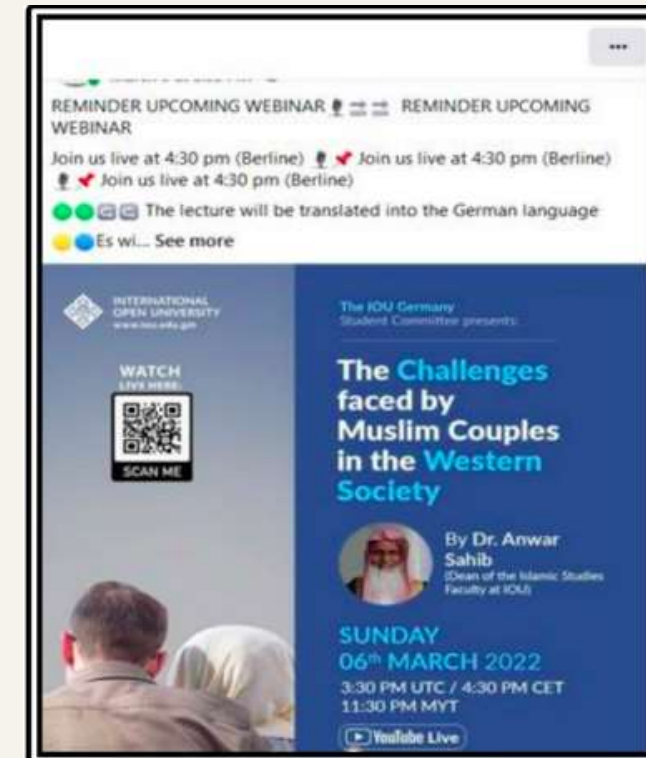 REMINDER UPCOMING WEBINAR REMINDER UPCOMING
WEBINAR
Join us live at 4:30 pm (Berline) Join us live at 4:30 pm (Berline)
Join us live at 4:30 pm (Berline)
The lecture will be translated into the German language
Es wi... See more
INTERNATIONAL
OPEN UNIVERSITY
www.iou.edu.gm
WATCH
LIVE HERE:
SCAN ME
The IOU Germany
Student Committee presents:
The Challenges
faced by
Muslim Couples
in the Western
Society
By Dr. Anwar
Sahib
(Dean of the Islamic Studies
Faculty at IOU)
SUNDAY
06th MARCH 2022
3:30 PM UTC / 4:30 PM CET
11:30 PM MYT
YouTube Live